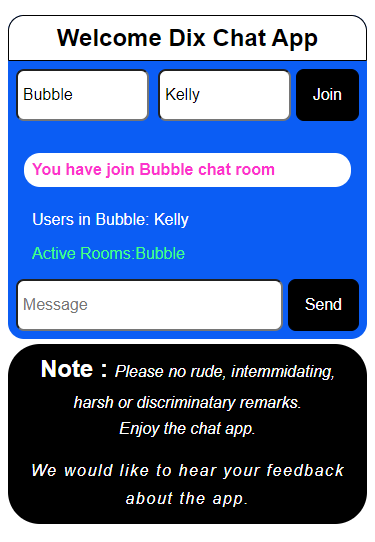 Welcome Dix Chat App
Bubble
Kelly
Join
You have join Bubble chat room
Users in Bubble: Kelly
Active Rooms:Bubble
Message
Send
Note : Please no rude, intemmidating,
harsh or discriminatary remarks.
Enjoy the chat app.
We would like to hear your feedback
about the app.